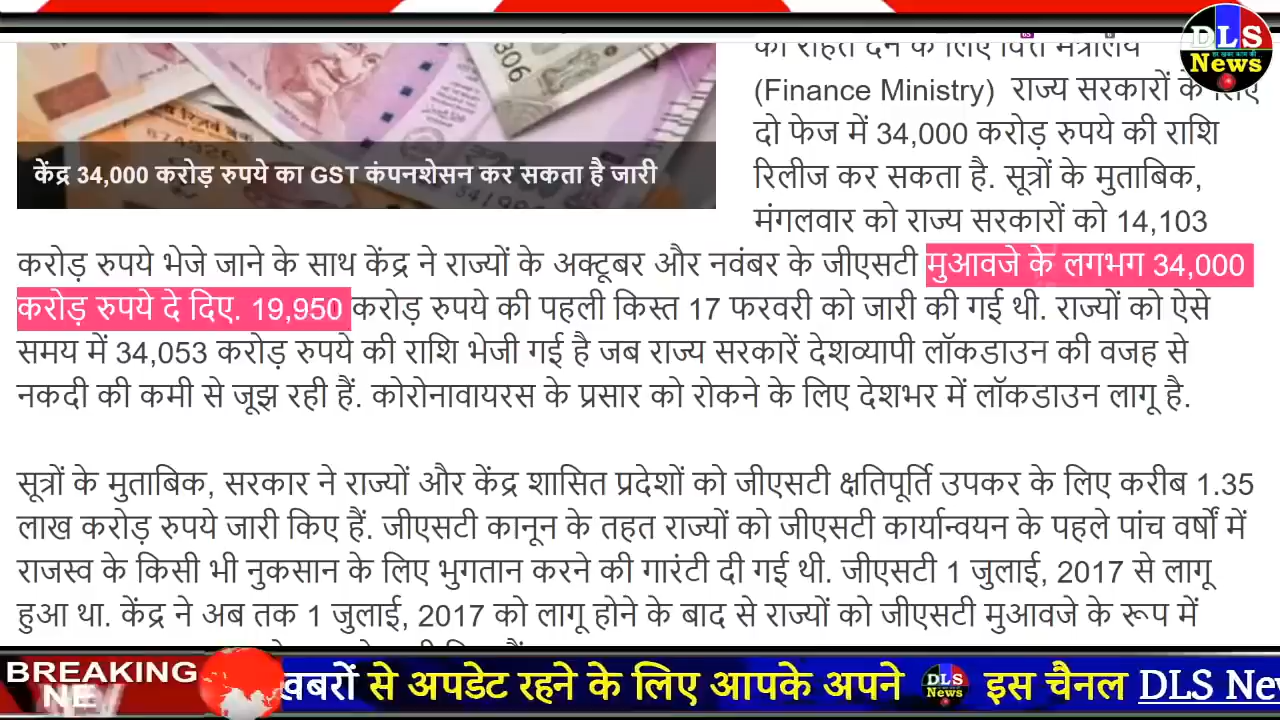 DLS
News
को राहत देने के लिए वित्त मंत्रालय
(Finance Ministry) राज्य सरकारों के लिए
दो फेज में 34,000 करोड़ रुपये की राशि
रिलीज कर सकता है. सूत्रों के मुताबिक,
मंगलवार को राज्य सरकारों को 14,103
केंद्र 34,000 करोड़ रुपये का GST कंपनशेसन कर सकता है जारी
करोड़ रुपये भेजे जाने के साथ केंद्र ने राज्यों के अक्टूबर और नवंबर के जीएसटी मुआवजे के लगभग 34,000
करोड़ रुपये दे दिए. 19,950 करोड़ रुपये की पहली किस्त 17 फरवरी को जारी की गई थी. राज्यों को ऐसे
समय में 34,053 करोड़ रुपये की राशि भेजी गई है जब राज्य सरकारें देशव्यापी लॉकडाउन की वजह से
नकदी की कमी से जूझ रही हैं. कोरोनावायरस के प्रसार को रोकने के लिए देशभर में लॉकडाउन लागू है.
सूत्रों के मुताबिक, सरकार ने राज्यों और केंद्र शासित प्रदेशों को जीएसटी क्षतिपूर्ति उपकर के लिए करीब 1.35
लाख करोड़ रुपये जारी किए हैं. जीएसटी कानून के तहत राज्यों को जीएसटी कार्यान्वयन के पहले पांच वर्षों में
राजस्व के किसी भी नुकसान के लिए भुगतान करने की गारंटी दी गई थी. जीएसटी 1 जुलाई, 2017 से लागू
हुआ था. केंद्र ने अब तक 1 जुलाई, 2017 को लागू होने के बाद से राज्यों को जीएसटी मुआवजे के रूप में
BREAKING
NEW
खबरों से अपडेट रहने के लिए आपके अपने DLS News इस चैनल DLS New